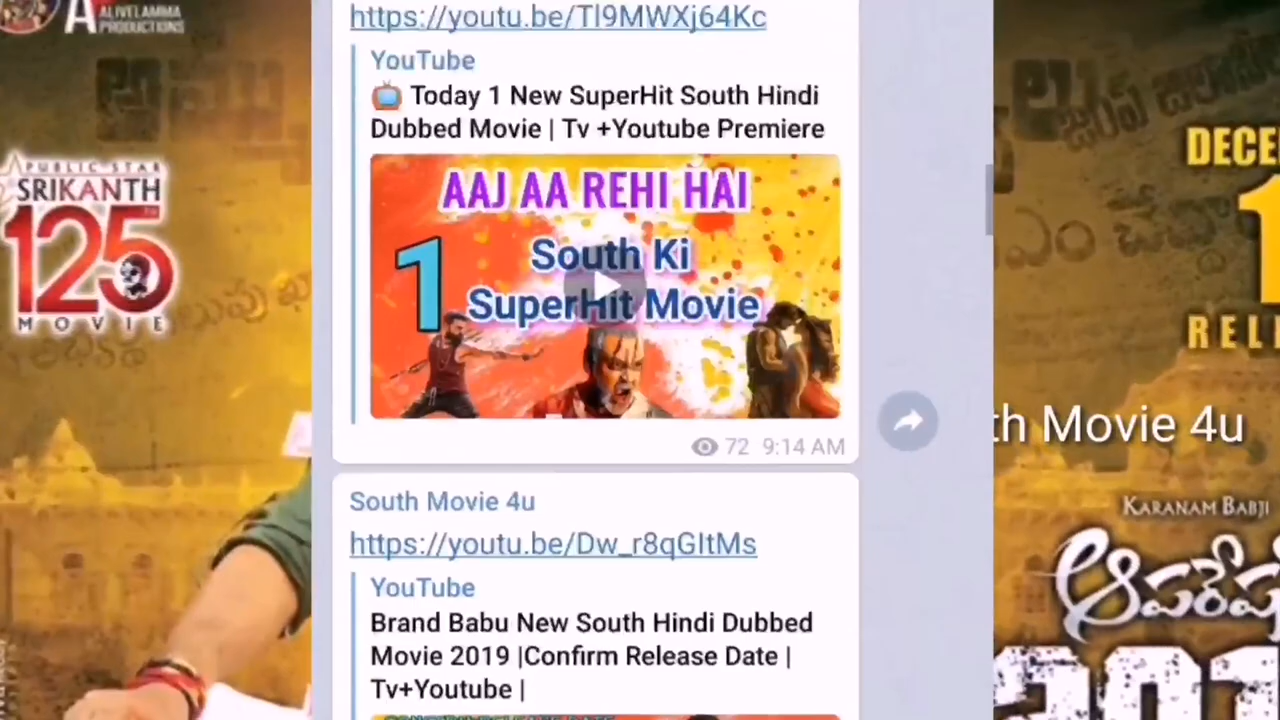 ALIVELAMMA
PRODUCTIONS
PUBLIC STAR
SRIKANTH
125
MOVIE
https://youtu.be/Tl9MWXj64Kc
YouTube
📺 Today 1 New SuperHit South Hindi
Dubbed Movie | Tv +Youtube Premiere
AAJ AA REHI HAI
1
South Ki
SuperHit Movie
72 9:14 AM
South Movie 4u
https://youtu.be/Dw_r8qGItMs
YouTube
Brand Babu New South Hindi Dubbed
Movie 2019 |Confirm Release Date |
Tv+Youtube |
DECE
1
RELE
th Movie 4u
KARANAM BABJI
ఆపరేష
201